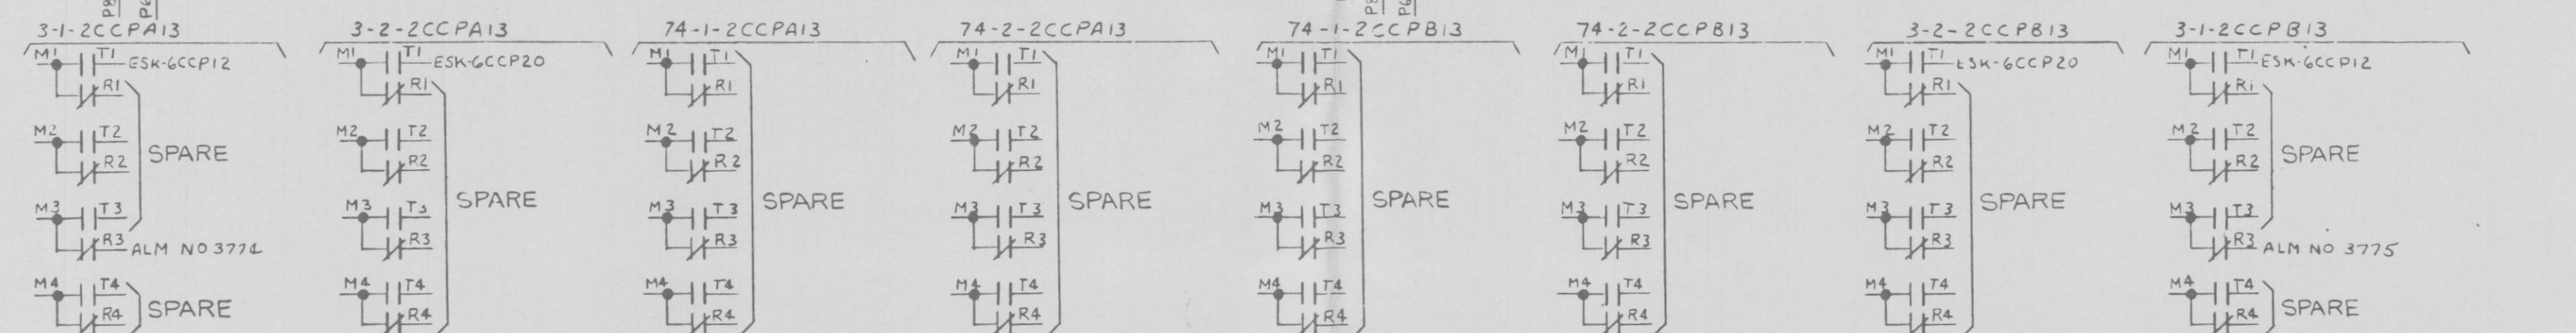 P8 P6 P8 P6
3-1-2CCPA13 3-2-2CCPA13 74-1-2CCPA13 74-2-2CCPA13 74-1-2CCPB13 74-2-2CCPB13 3-2-2CCPB13 3-1-2CCPB13
M1 T1 ESK-6CCP12 M1 T1 ESK-6CCP20 M1 T1 M1 T1 M1 T1 M1 T1 M1 T1 ESK-6CCP20 M1 T1 ESK-6CCP12
R1 R1 R1 R1 R1 R1 R1 R1
M2 T2 M2 T2 M2 T2 M2 T2 M2 T2 M2 T2 M2 T2 M2 T2
SPARE SPARE
R2 R2 R2 R2 R2 R2 R2 R2
SPARE SPARE SPARE SPARE SPARE SPARE
M3 T3 M3 T3 M3 T3 M3 T3 M3 T3 M3 T3 M3 T3 M3 T3
R3 ALM NO 3774 R3 R3 R3 R3 R3 R3 R3 ALM NO 3775
M4 T4 M4 T4 M4 T4 M4 T4 M4 T4 M4 T4 M4 T4 M4 T4
SPARE SPARE
R4 R4 R4 R4 R4 R4 R4 R4